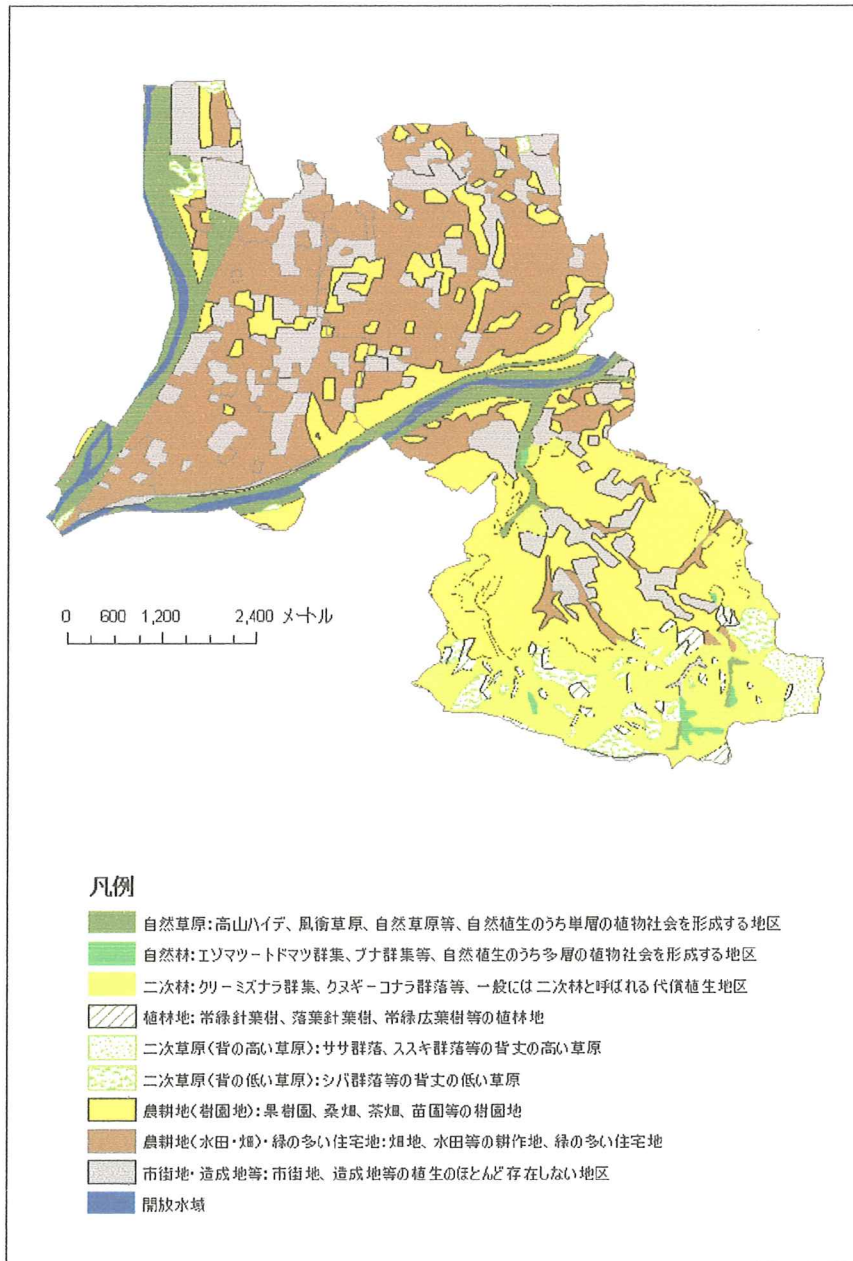 0 600 1,200 2,400 メートル
凡例
自然草原:高山ハイデ、風衝草原、自然草原等、自然植生のうち単層の植物社会を形成する地区
自然林:エゾマツートドマツ群集、ブナ群集等、自然植生のうち多層の植物社会を形成する地区
二次林:クリーミズナラ群集、クヌギーコナラ群落等、一般には二次林と呼ばれる代償植生地区
植林地:常緑針葉樹、落葉針葉樹、常緑広葉樹等の植林地
二次草原(背の高い草原):ササ群落、ススキ群落等の背丈の高い草原
二次草原(背の低い草原):シバ群落等の背丈の低い草原
農耕地(樹園地):果樹園、桑畑、茶畑、苗圃等の樹園地
農耕地(水田・畑)・緑の多い住宅地:畑地、水田等の耕作地、緑の多い住宅地
市街地・造成地等:市街地、造成地等の植生のほとんど存在しない地区
開放水域